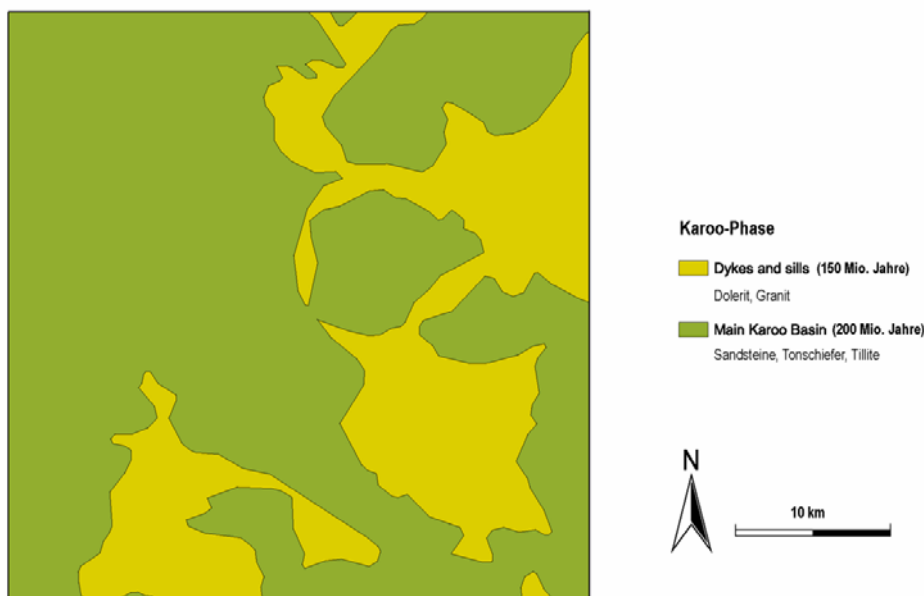 Karoo-Phase
Dykes and sills (150 Mio. Jahre)
Dolerit, Granit
Main Karoo Basin (200 Mio. Jahre)
Sandsteine, Tonschiefer, Tillite
N
10 km